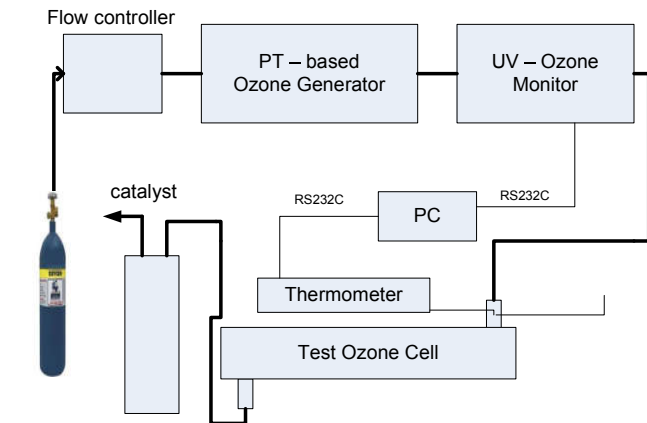 Flow controller
PT – based
Ozone Generator
UV – Ozone
Monitor
catalyst
RS232C
PC
RS232C
Thermometer
Test Ozone Cell